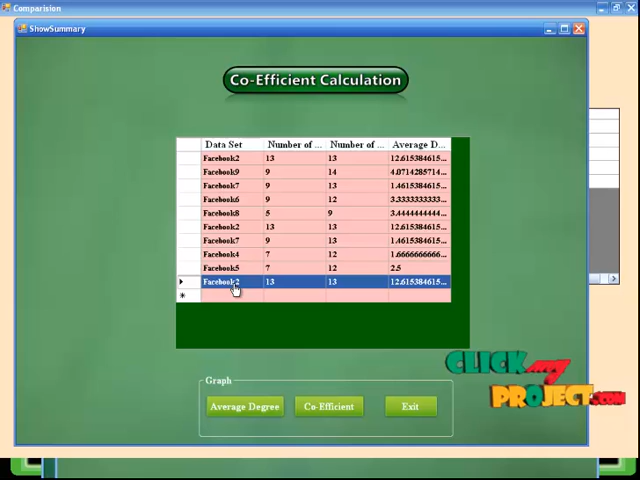 Comparision
ShowSummary
Co-Efficient Calculation
Data Set Number of ... Number of ... Average D...
Facebook2 13 13 12.615384615...
Facebook9 9 14 4.0714285714...
Facebook7 9 13 1.4615384615...
Facebook6 9 12 3.3333333333...
Facebook8 5 9 3.4444444444...
Facebook2 13 13 12.615384615...
Facebook7 9 13 1.4615384615...
Facebook4 7 12 1.6666666666...
Facebook5 7 12 2.5
Facebook2 13 13 12.615384615...
Graph
Average Degree Co-Efficient Exit
CLICK my
PROJECT.COM